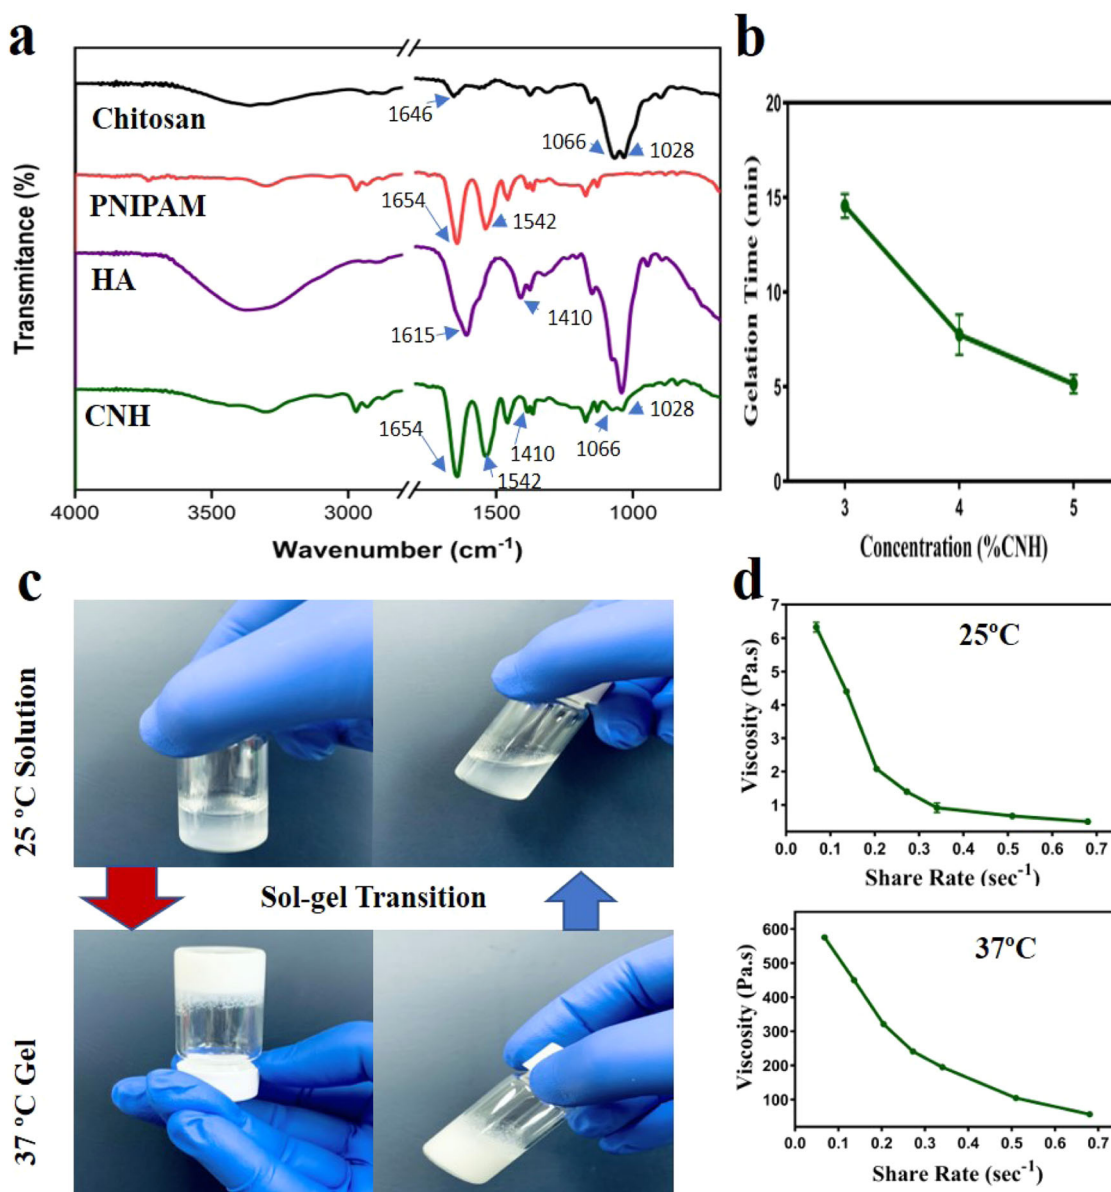 a
Chitosan
1646
1066
1028
PNIPAM
1654
1542
HA
1615
1410
CNH
1654
1542
1410
1066
1028
Transmitance (%)
4000 3500 3000 1500 1000
Wavenumber (cm-1)
b
20
15
10
5
0
Gelation Time (min)
3 4 5
Concentration (%CNH)
c
25 ºC Solution
Sol-gel Transition
37 ºC Gel
d
25ºC
7
6
5
4
3
2
1
Viscosity (Pa.s)
0.0 0.1 0.2 0.3 0.4 0.5 0.6 0.7
Share Rate (sec-1)
37ºC
600
500
400
300
200
100
Viscosity (Pa.s)
0.0 0.1 0.2 0.3 0.4 0.5 0.6 0.7
Share Rate (sec-1)